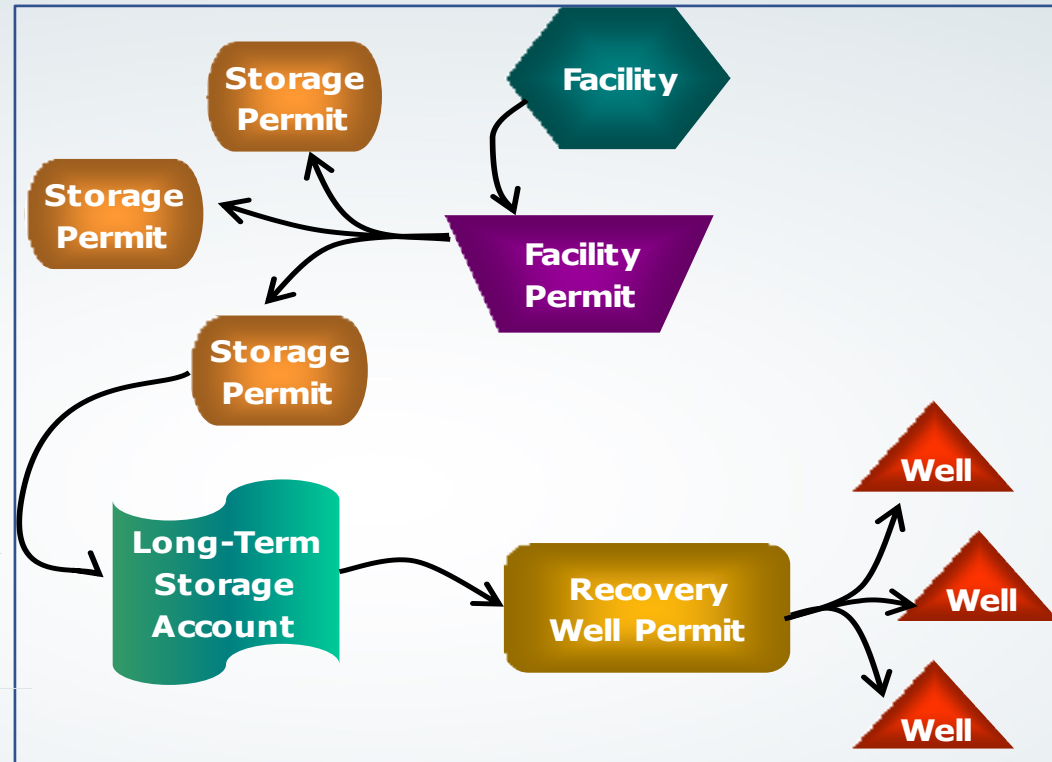 Facility
Storage
Permit
Storage
Permit
Facility
Permit
Storage
Permit
Long-Term
Storage
Account
Recovery
Well Permit
Well
Well
Well